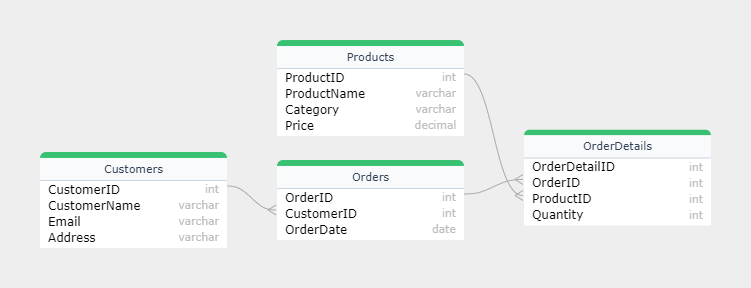 Products
ProductID int
ProductName varchar
Category varchar
Price decimal
Customers
CustomerID int
CustomerName varchar
Email varchar
Address varchar
Orders
OrderID int
CustomerID int
OrderDate date
OrderDetails
OrderDetailID int
OrderID int
ProductID int
Quantity int